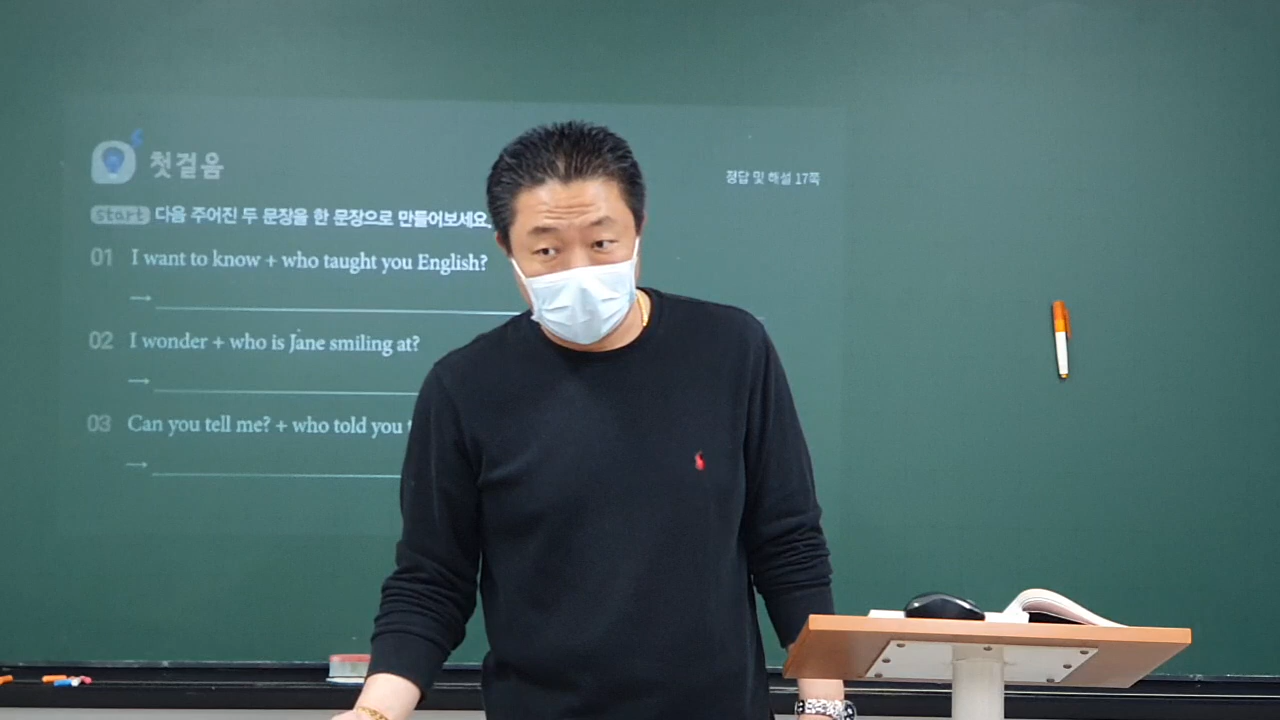 첫걸음
정답 및 해설 17쪽
start 다음 주어진 두 문장을 한 문장으로 만들어보세요.
01 I want to know + who taught you English?
→
02 I wonder + who is Jane smiling at?
→
03 Can you tell me? + who told you
→